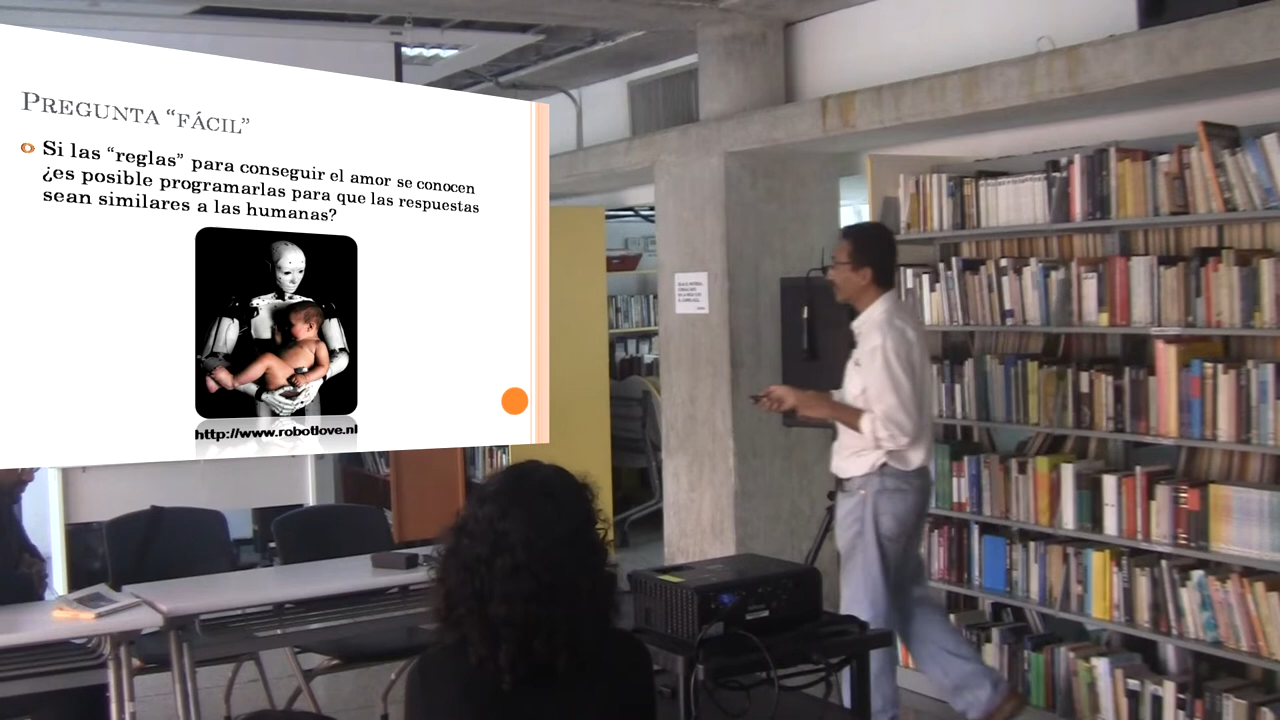 PREGUNTA “FÁCIL”
Si las “reglas” para conseguir el amor se conocen
¿es posible programarlas para que las respuestas
sean similares a las humanas?
http://www.robotlove.nl